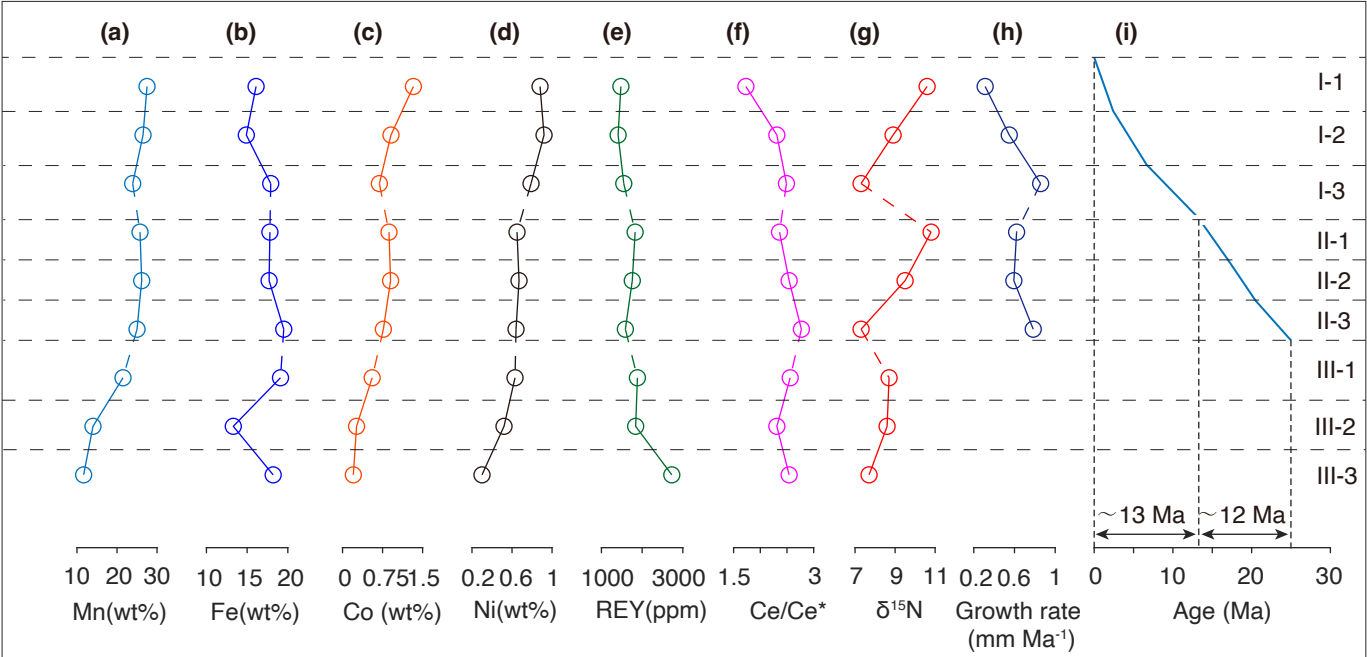 (a) (b) (c) (d) (e) (f) (g) (h) (i)
I-1
I-2
I-3
II-1
II-2
II-3
III-1
III-2
III-3
~13 Ma ~12 Ma
10 20 30 10 20 0 0.75 1.5 0.2 0.6 1 1000 3000 1.5 3 7 9 11 0.2 0.6 1 0 10 20 30
Mn(wt%) Fe(wt%) Co (wt%) Ni(wt%) REY(ppm) Ce/Ce* δ¹⁵N Growth rate Age (Ma)
(mm Ma⁻¹)